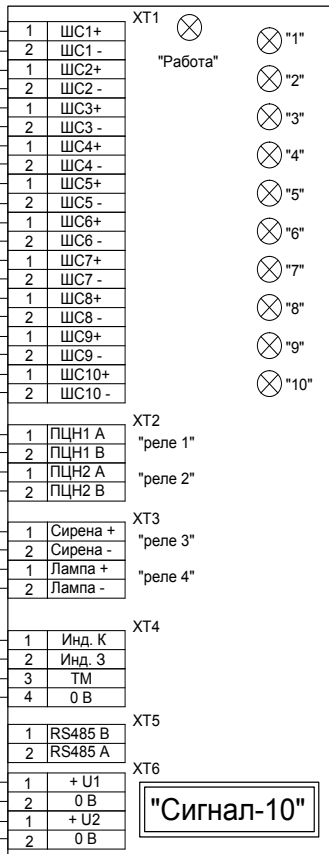 XT1
1 ШС1+
2 ШС1 -
1 ШС2+
2 ШС2 -
1 ШС3+
2 ШС3 -
1 ШС4+
2 ШС4 -
1 ШС5+
2 ШС5 -
1 ШС6+
2 ШС6 -
1 ШС7+
2 ШС7 -
1 ШС8+
2 ШС8 -
1 ШС9+
2 ШС9 -
1 ШС10+
2 ШС10 -
"Работа"
"1"
"2"
"3"
"4"
"5"
"6"
"7"
"8"
"9"
"10"
XT2
1 ПЦН1 А
2 ПЦН1 В
1 ПЦН2 А
2 ПЦН2 В
"реле 1"
"реле 2"
XT3
1 Сирена +
2 Сирена -
1 Лампа +
2 Лампа -
"реле 3"
"реле 4"
XT4
1 Инд. К
2 Инд. З
3 ТМ
4 0 В
XT5
1 RS485 B
2 RS485 A
XT6
1 + U1
2 0 В
1 + U2
2 0 В
"Сигнал-10"